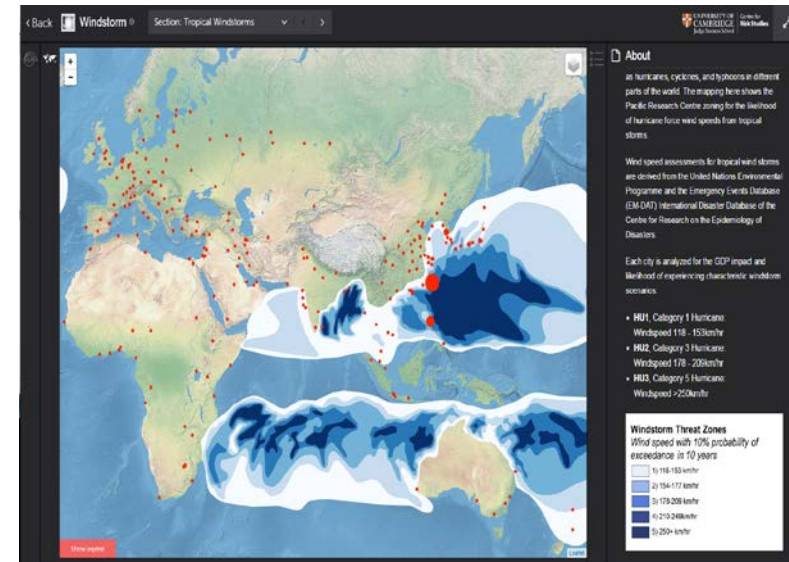 ‹ Back
Windstorm
Section: Tropical Windstorms
UNIVERSITY OF
CAMBRIDGE
Judge Business School
Centre for
Risk Studies
+
-
About
as hurricanes, cyclones, and typhoons in different
parts of the world. The mapping here shows the
Pacific Research Centre zoning for the likelihood
of hurricane force wind speeds from tropical
storms.
Wind speed assessments for tropical wind storms
are derived from the United Nations Environmental
Programme and the Emergency Events Database
(EM-DAT) International Disaster Database of the
Centre for Research on the Epidemiology of
Disasters.
Each city is analyzed for the GDP impact and
likelihood of experiencing characteristic windstorm
scenarios.
• HU1, Category 1 Hurricane:
Windspeed 118 - 153km/hr
• HU2, Category 3 Hurricane:
Windspeed 178 - 209km/hr
• HU3, Category 5 Hurricane:
Windspeed >250km/hr
Windstorm Threat Zones
Wind speed with 10% probability of
exceedance in 10 years
1) 118-153 km/hr
2) 154-177 km/hr
3) 178-209 km/hr
4) 210-249km/hr
5) 250+ km/hr
Show legend
Leaflet